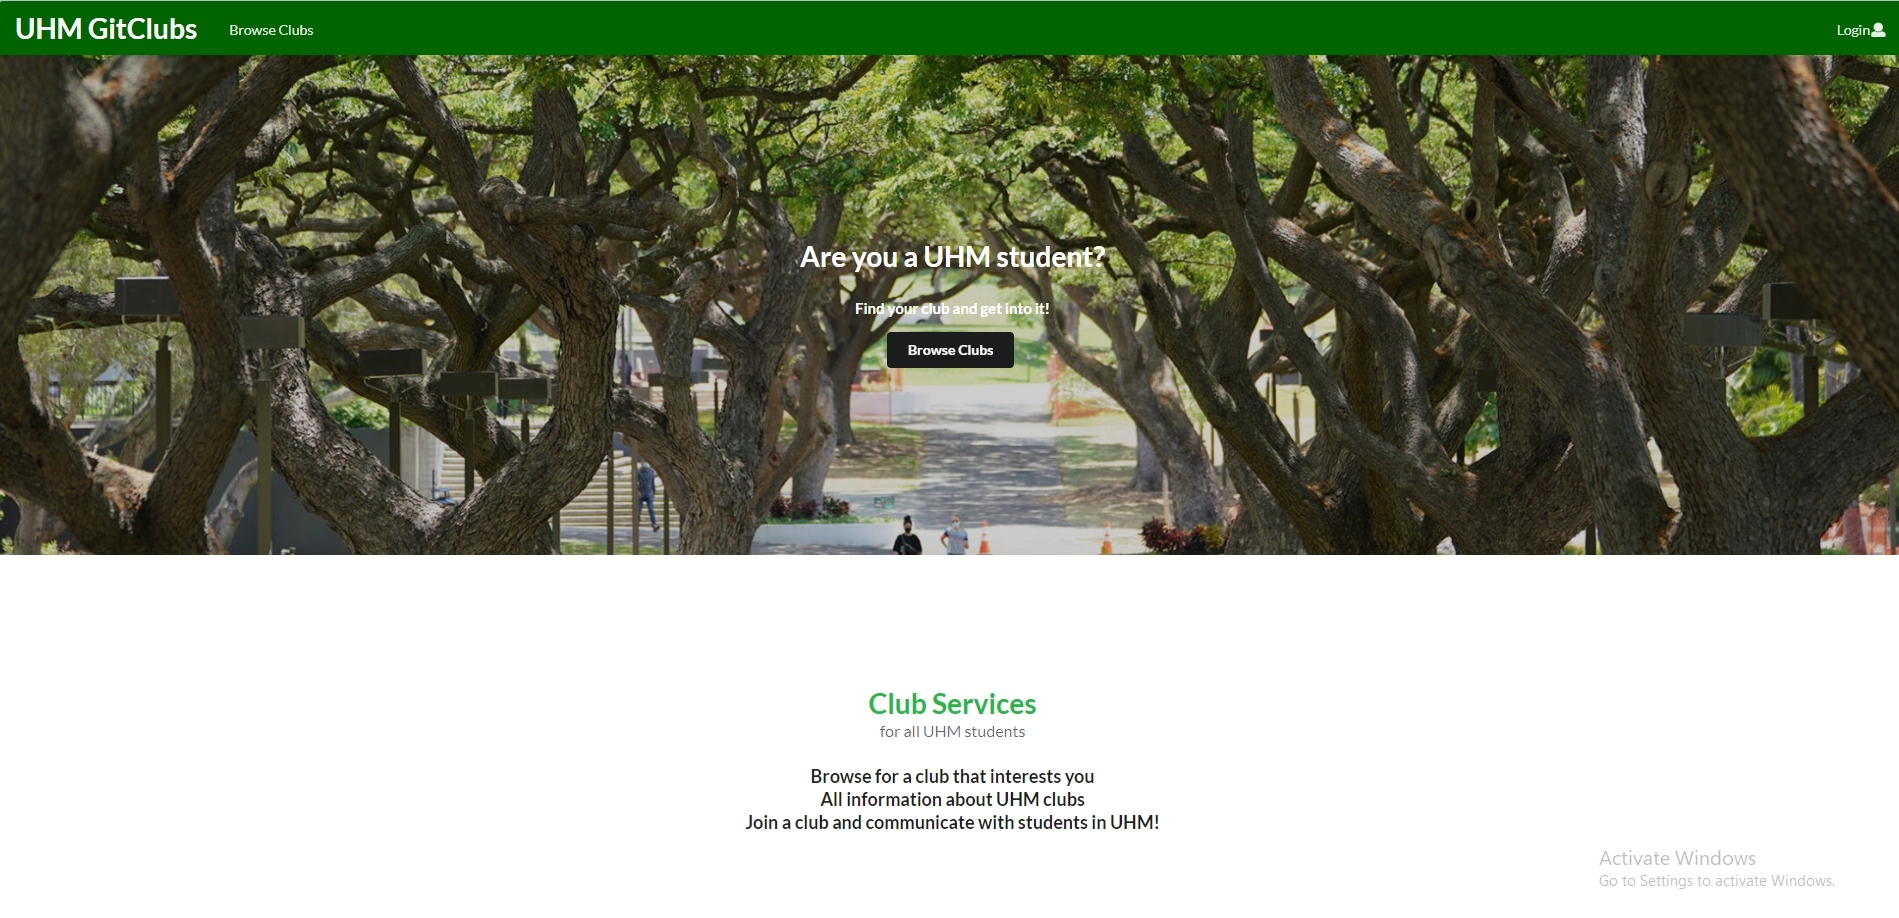 UHM GitClubs
Browse Clubs
Login
Are you a UHM student?
Find your club and get into it!
Browse Clubs
Club Services
for all UHM students
Browse for a club that interests you
All information about UHM clubs
Join a club and communicate with students in UHM!
Activate Windows
Go to Settings to activate Windows.